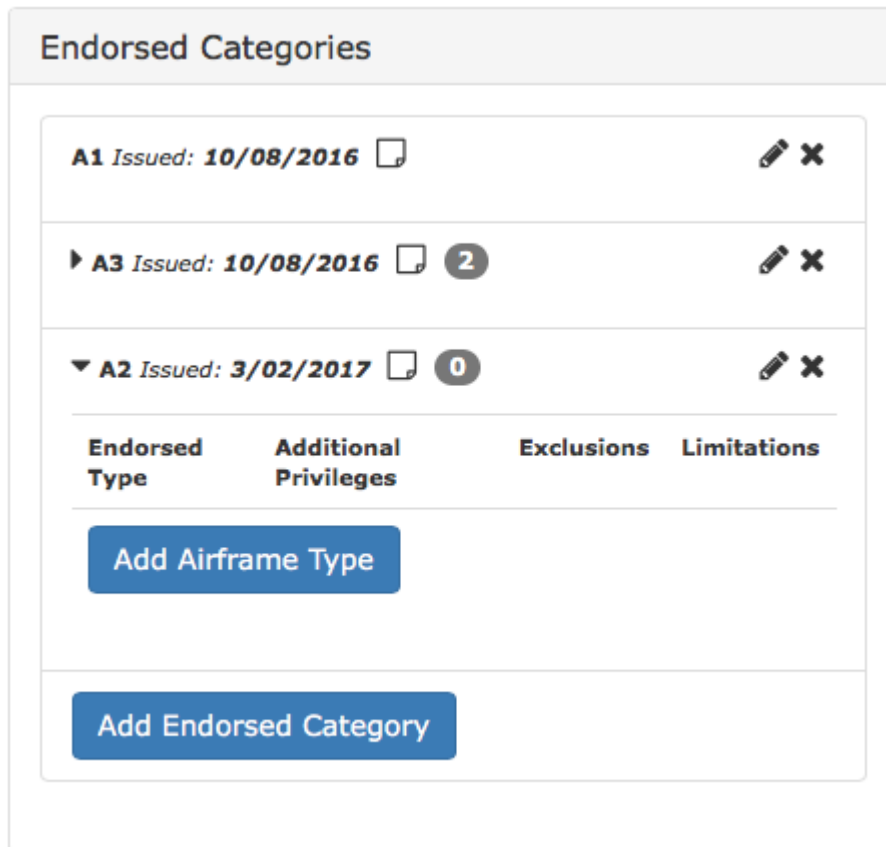 Endorsed Categories
A1 Issued: 10/08/2016
A3 Issued: 10/08/2016 2
A2 Issued: 3/02/2017 0
Endorsed Type Additional Privileges Exclusions Limitations
Add Airframe Type
Add Endorsed Category